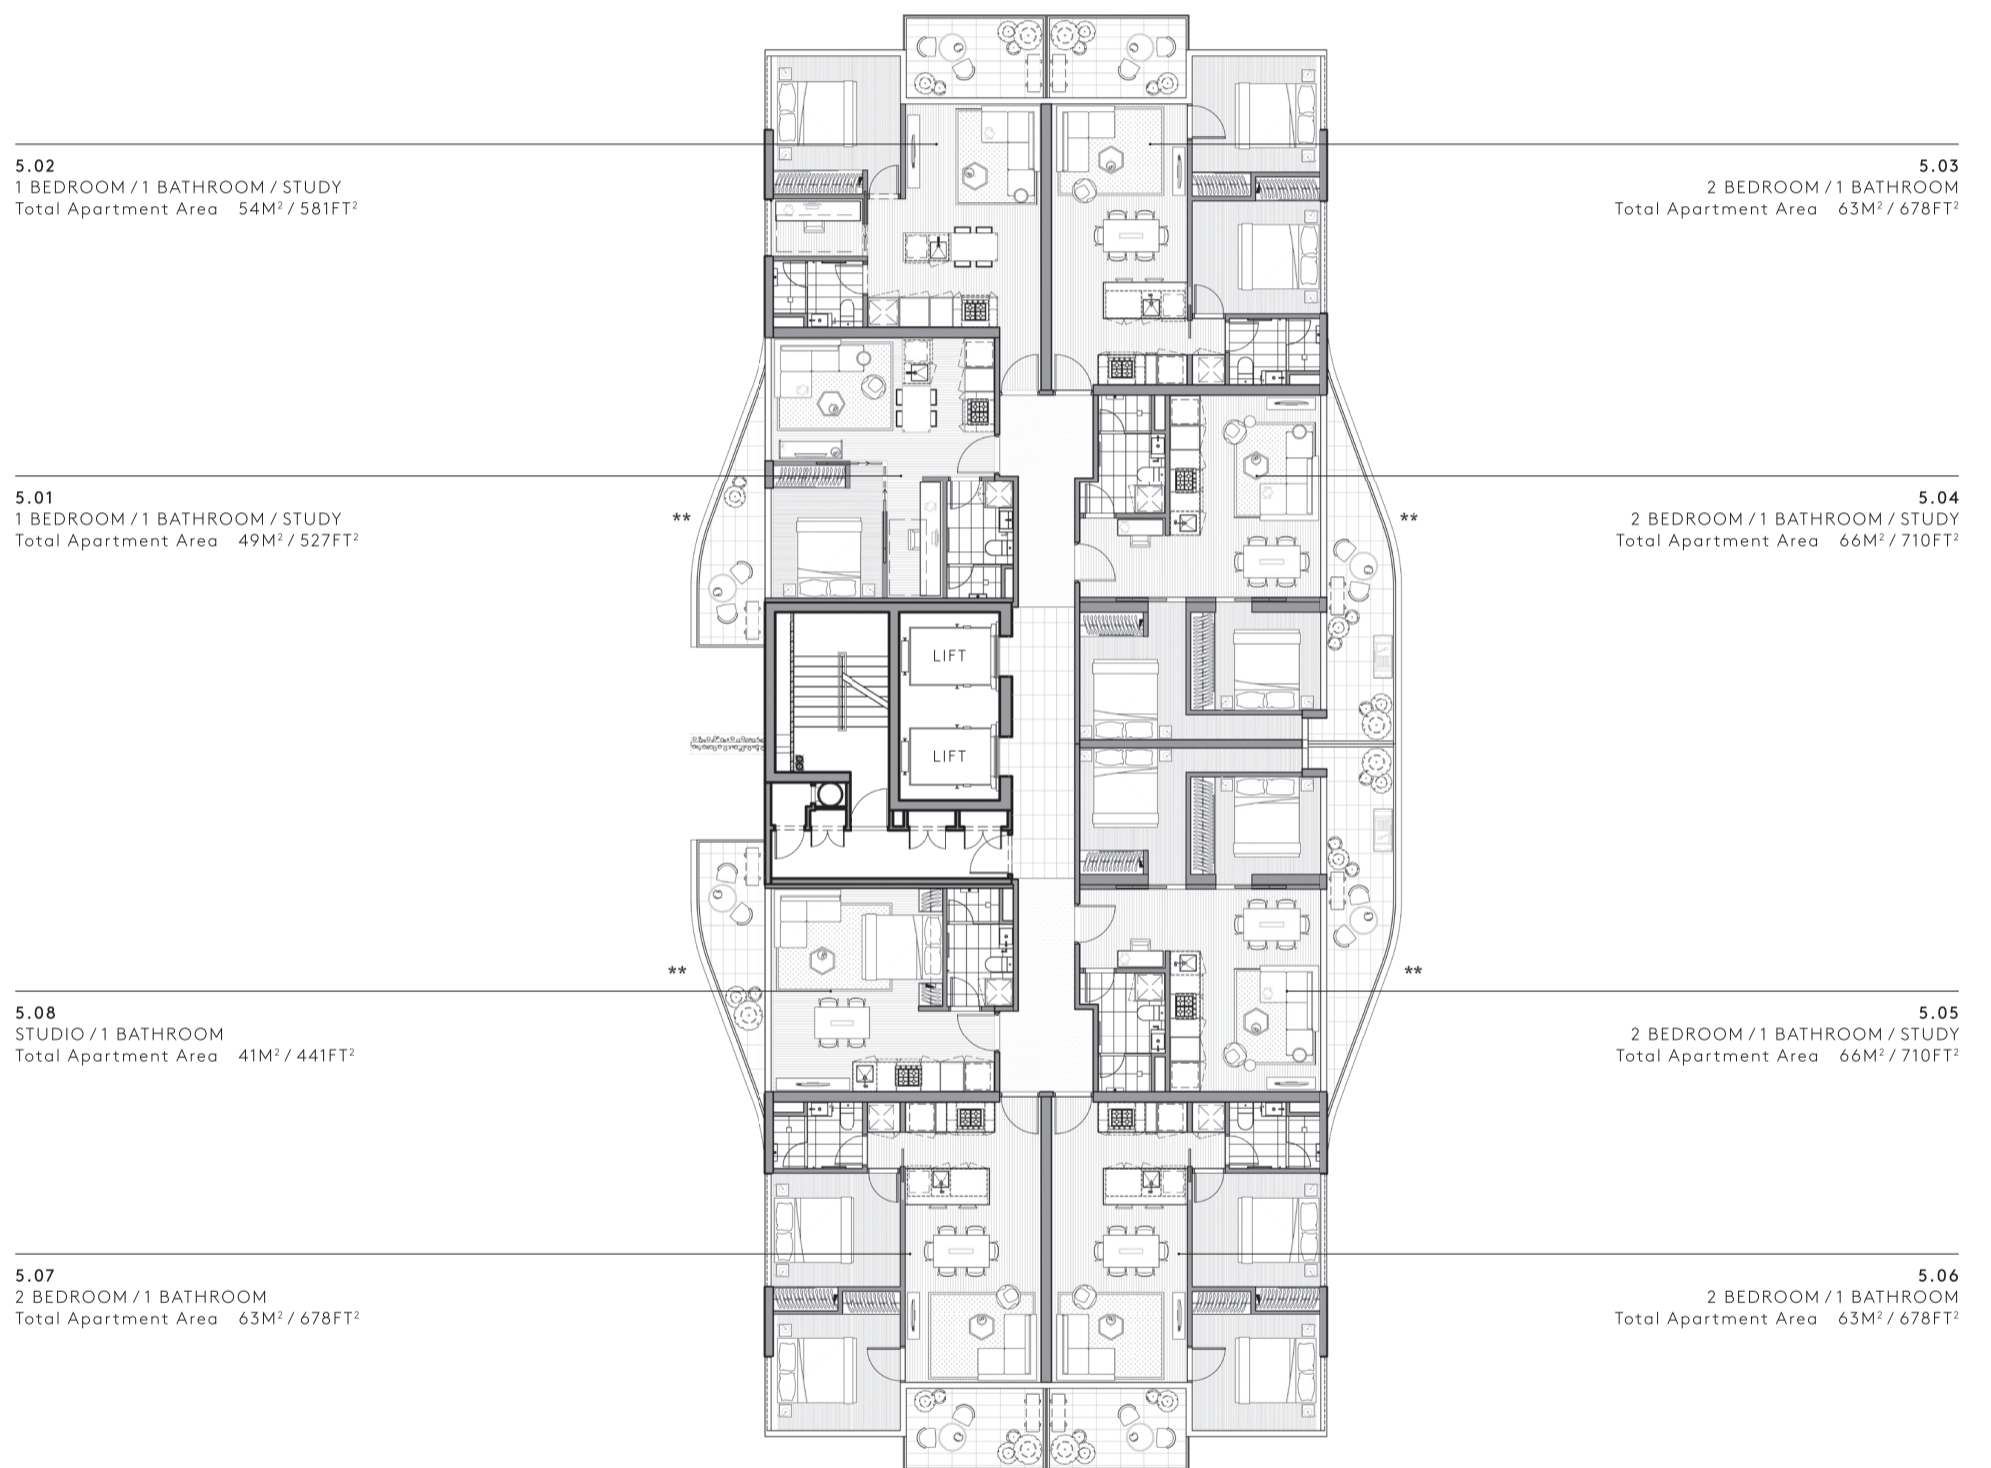 5.02
1 BEDROOM / 1 BATHROOM / STUDY
Total Apartment Area 54M² / 581FT²
5.03
2 BEDROOM / 1 BATHROOM
Total Apartment Area 63M² / 678FT²
5.01
1 BEDROOM / 1 BATHROOM / STUDY
Total Apartment Area 49M² / 527FT²
**
**
5.04
2 BEDROOM / 1 BATHROOM / STUDY
Total Apartment Area 66M² / 710FT²
LIFT
LIFT
**
**
5.08
STUDIO / 1 BATHROOM
Total Apartment Area 41M² / 441FT²
5.05
2 BEDROOM / 1 BATHROOM / STUDY
Total Apartment Area 66M² / 710FT²
5.07
2 BEDROOM / 1 BATHROOM
Total Apartment Area 63M² / 678FT²
5.06
2 BEDROOM / 1 BATHROOM
Total Apartment Area 63M² / 678FT²